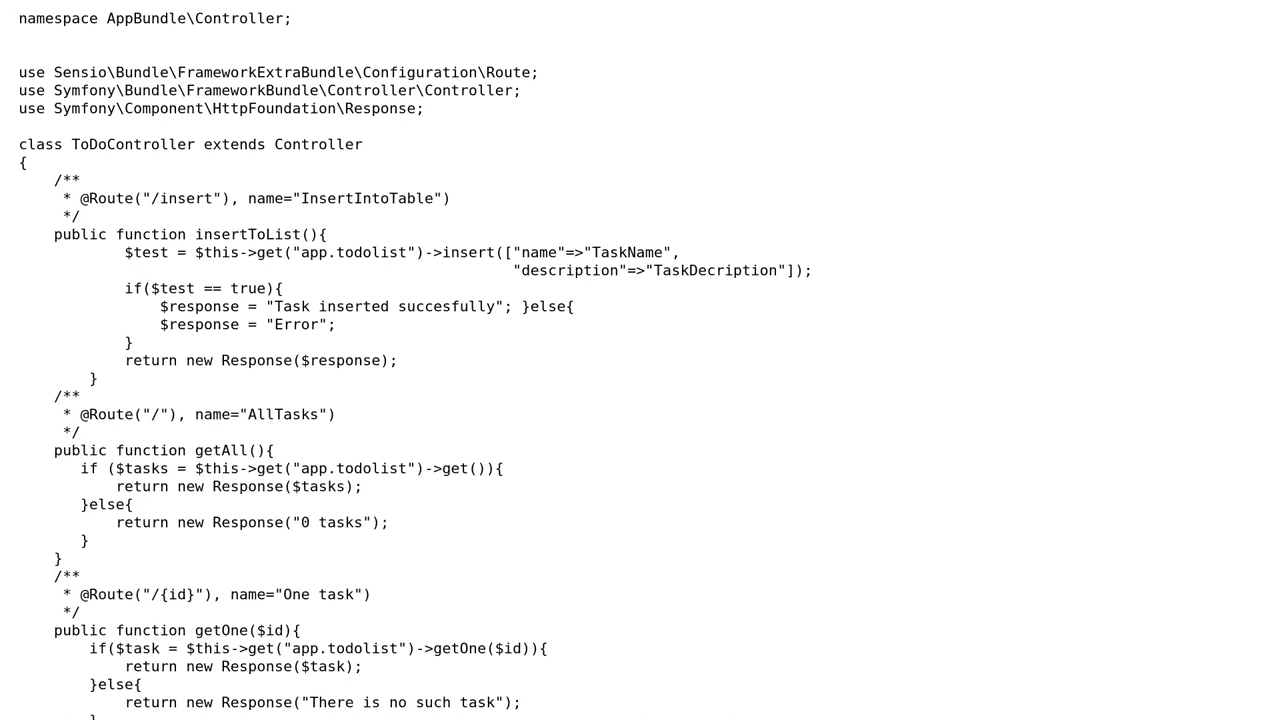 namespace AppBundle\Controller;


use Sensio\Bundle\FrameworkExtraBundle\Configuration\Route;
use Symfony\Bundle\FrameworkBundle\Controller\Controller;
use Symfony\Component\HttpFoundation\Response;

class ToDoController extends Controller
{
    /**
     * @Route("/insert"), name="InsertIntoTable")
     */
    public function insertToList(){
            $test = $this->get("app.todolist")->insert(["name"=>"TaskName",
                                                        "description"=>"TaskDecription"]);
            if($test == true){
                $response = "Task inserted succesfully"; }else{
                $response = "Error";
            }
            return new Response($response);
        }
    /**
     * @Route("/"), name="AllTasks")
     */
    public function getAll(){
       if ($tasks = $this->get("app.todolist")->get()){
           return new Response($tasks);
       }else{
           return new Response("0 tasks");
       }
    }
    /**
     * @Route("/{id}"), name="One task")
     */
    public function getOne($id){
        if($task = $this->get("app.todolist")->getOne($id)){
            return new Response($task);
        }else{
            return new Response("There is no such task");
        }